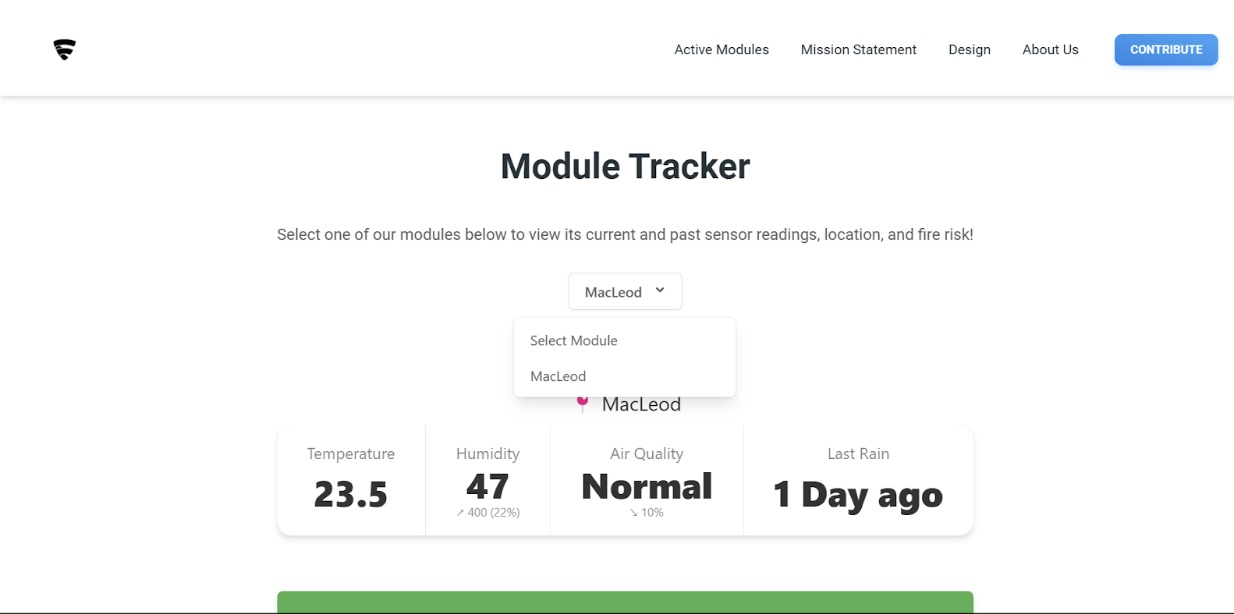 Active Modules Mission Statement Design About Us CONTRIBUTE
Module Tracker
Select one of our modules below to view its current and past sensor readings, location, and fire risk!
MacLeod
Select Module
MacLeod
MacLeod
Temperature Humidity Air Quality Last Rain
23.5 47 Normal 1 Day ago
↗ 400 (22%) ↘ 10%